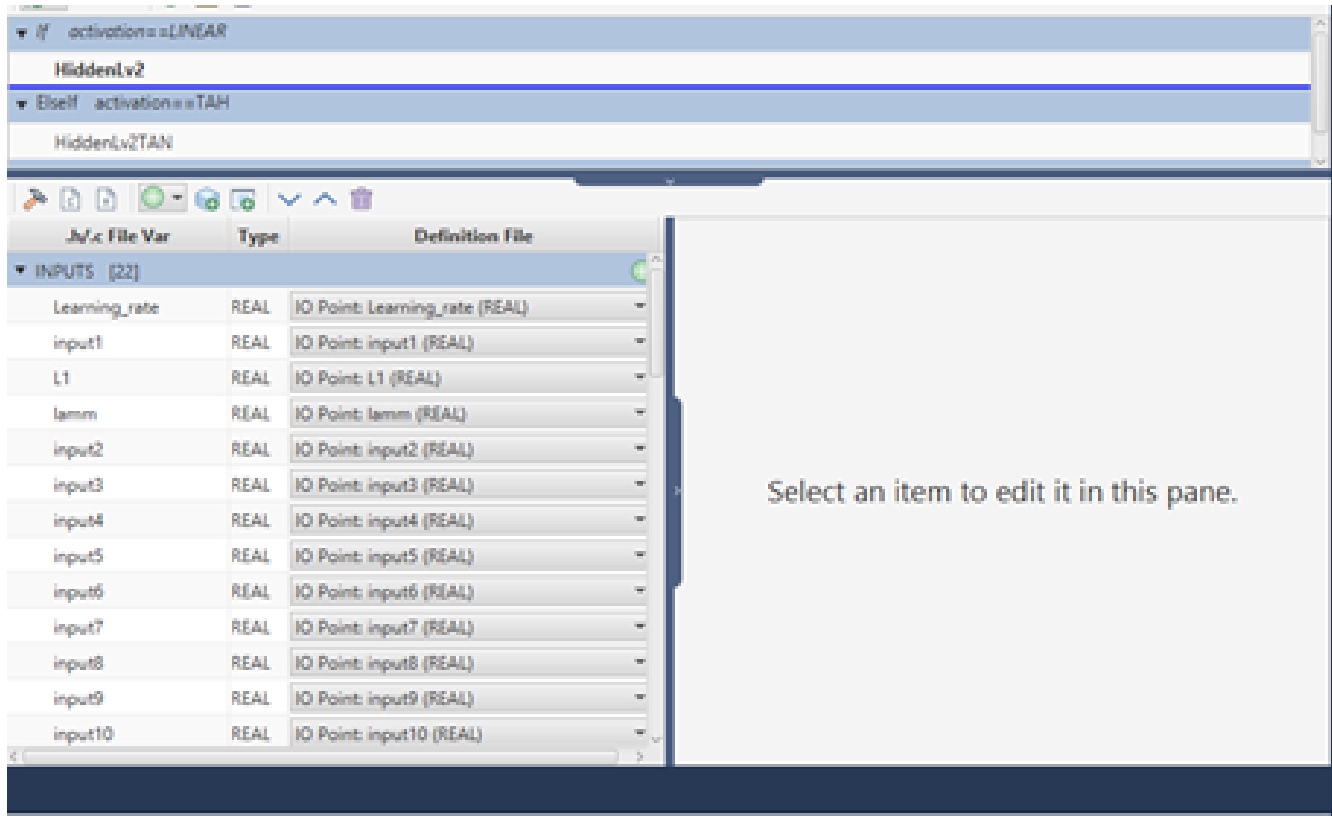 If activation==LINEAR
HiddenLv2
ElseIf activation==TAH
HiddenLv2TAN
.h/.c File Var Type Definition File
INPUTS [22]
Learning_rate REAL IO Point: Learning_rate (REAL)
input1 REAL IO Point: input1 (REAL)
L1 REAL IO Point: L1 (REAL)
lamm REAL IO Point: lamm (REAL)
input2 REAL IO Point: input2 (REAL)
input3 REAL IO Point: input3 (REAL)
input4 REAL IO Point: input4 (REAL)
input5 REAL IO Point: input5 (REAL)
input6 REAL IO Point: input6 (REAL)
input7 REAL IO Point: input7 (REAL)
input8 REAL IO Point: input8 (REAL)
input9 REAL IO Point: input9 (REAL)
input10 REAL IO Point: input10 (REAL)
Select an item to edit it in this pane.